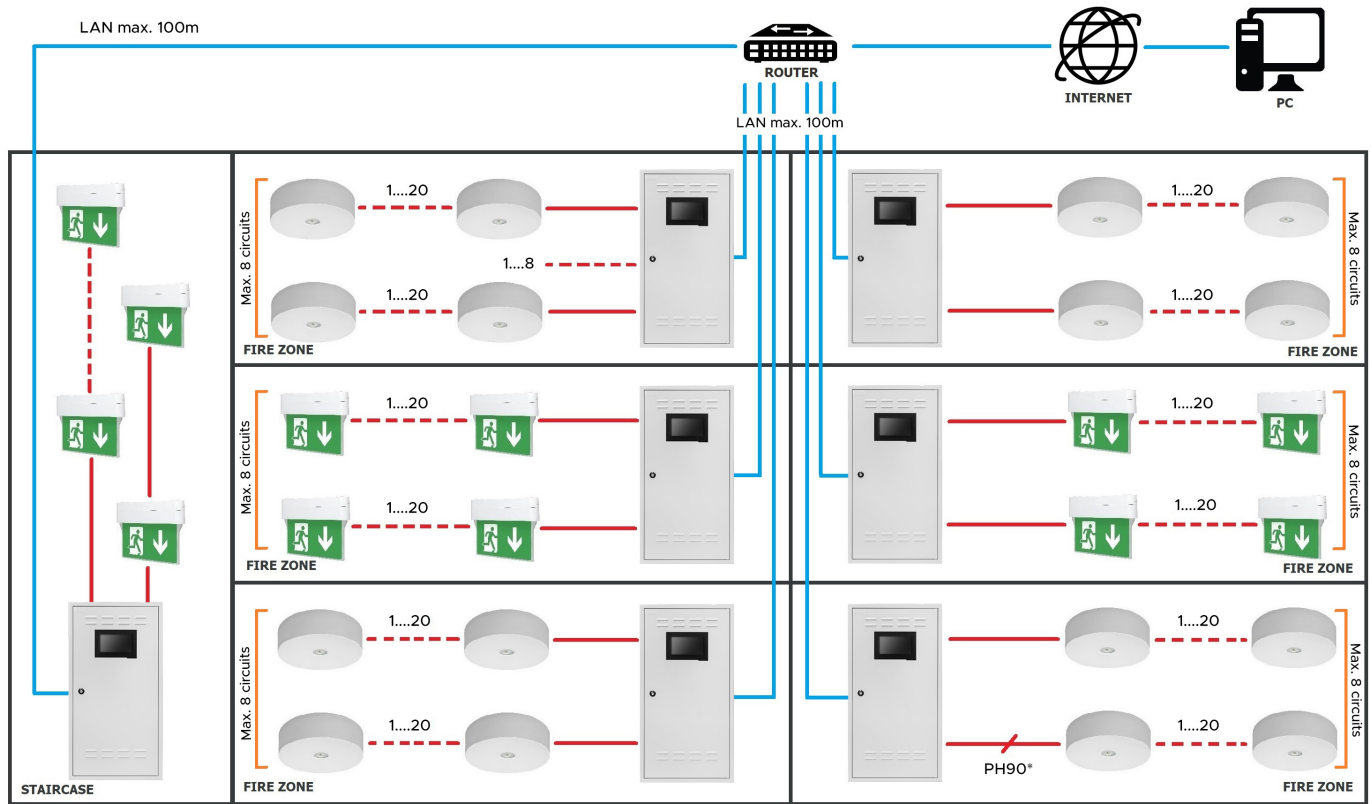 LAN max. 100m
ROUTER
INTERNET
PC
LAN max. 100m
STAIRCASE
Max. 8 circuits
1....20
1....8
1....20
FIRE ZONE
1....20
1....20
Max. 8 circuits
FIRE ZONE
Max. 8 circuits
1....20
1....20
FIRE ZONE
1....20
1....20
Max. 8 circuits
FIRE ZONE
Max. 8 circuits
1....20
1....20
FIRE ZONE
1....20
PH90*
1....20
Max. 8 circuits
FIRE ZONE